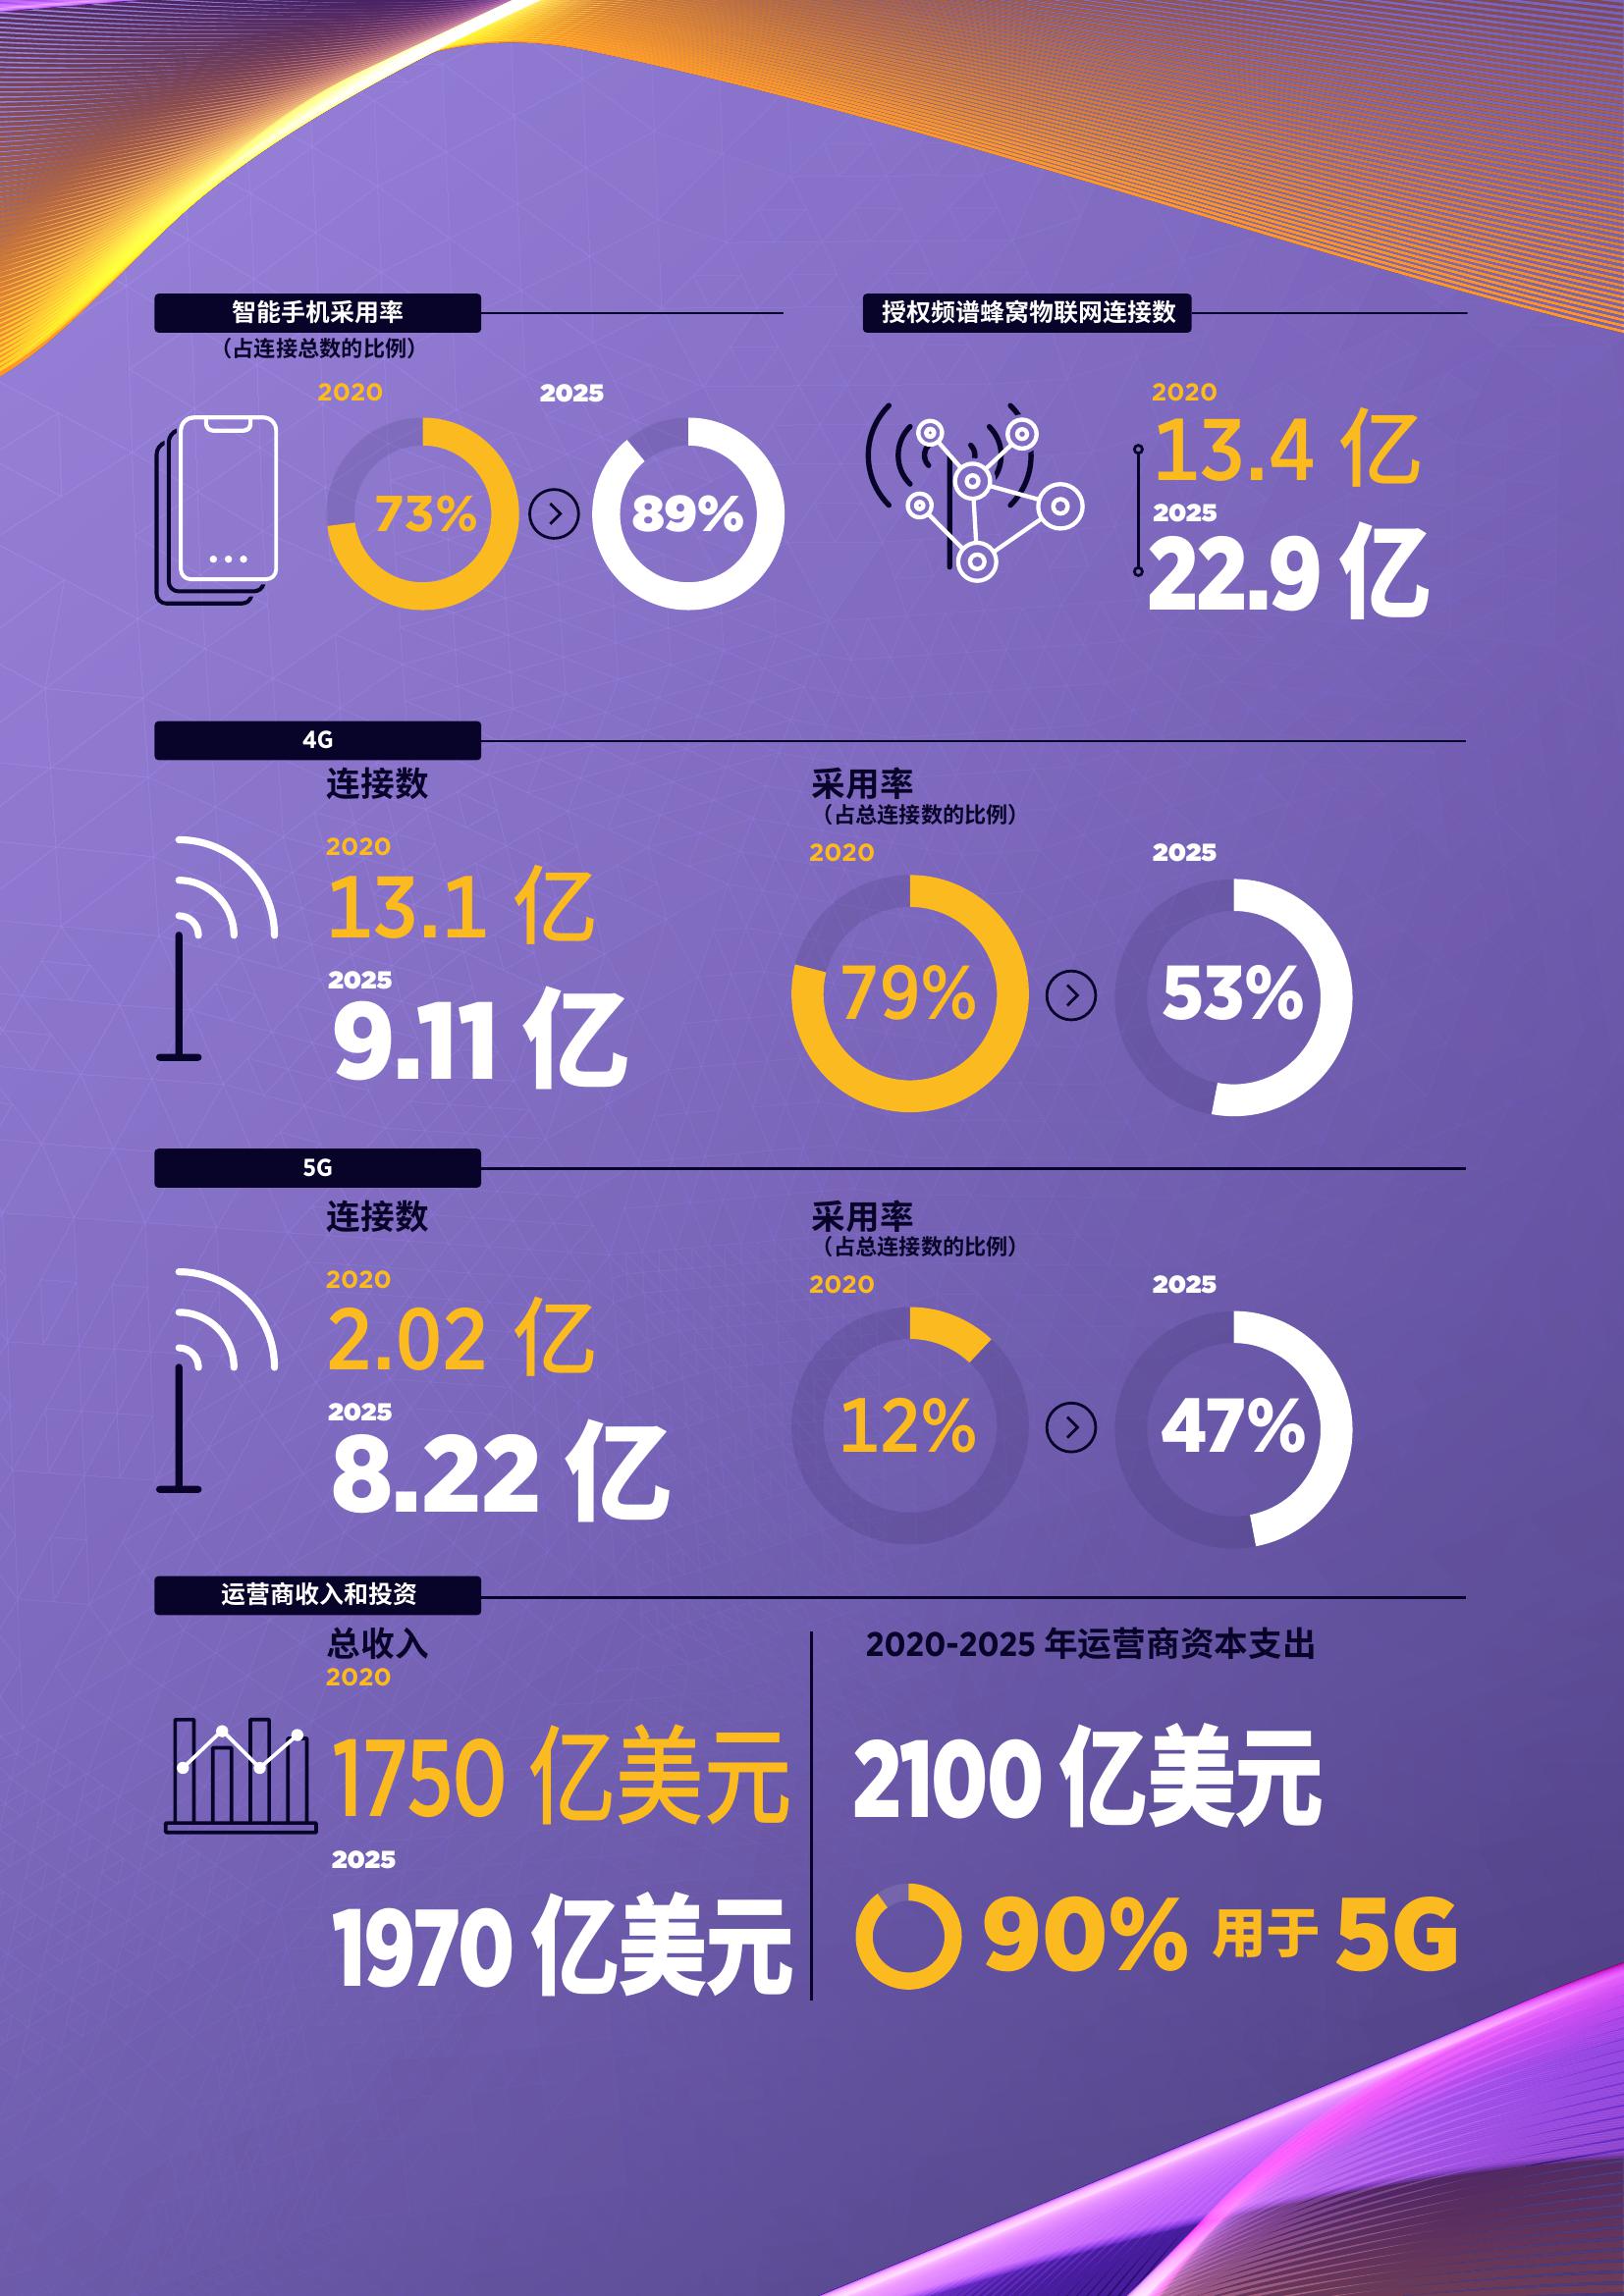 智能手机采用率
（占连接总数的比例）
2020
73%
2025
89%
授权频谱蜂窝物联网连接数
2020
13.4 亿
2025
22.9 亿
4G
连接数
2020
13.1 亿
2025
9.11 亿
采用率
（占总连接数的比例）
2020
79%
2025
53%
5G
连接数
2020
2.02 亿
2025
8.22 亿
采用率
（占总连接数的比例）
2020
12%
2025
47%
运营商收入和投资
总收入
2020
1750 亿美元
2025
1970 亿美元
2020-2025 年运营商资本支出
2100 亿美元
90% 用于 5G